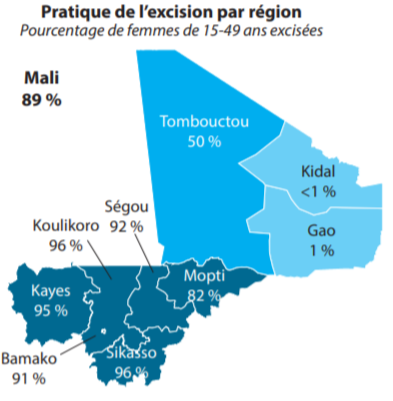 Pratique de l’excision par région
Pourcentage de femmes de 15-49 ans excisées
Mali
89 %
Tombouctou
50 %
Kidal
<1 %
Gao
1 %
Ségou
92 %
Koulikoro
96 %
Mopti
82 %
Kayes
95 %
Bamako
91 %
Sikasso
96 %